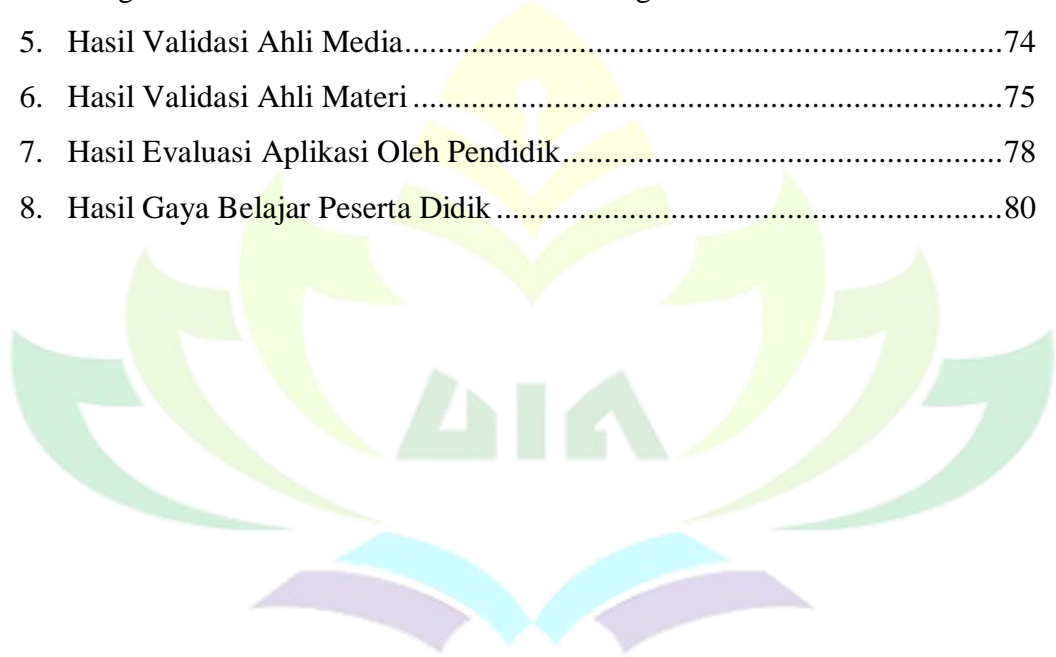 5. Hasil Validasi Ahli Media............................................................................74
6. Hasil Validasi Ahli Materi...........................................................................75
7. Hasil Evaluasi Aplikasi Oleh Pendidik.......................................................78
8. Hasil Gaya Belajar Peserta Didik................................................................80